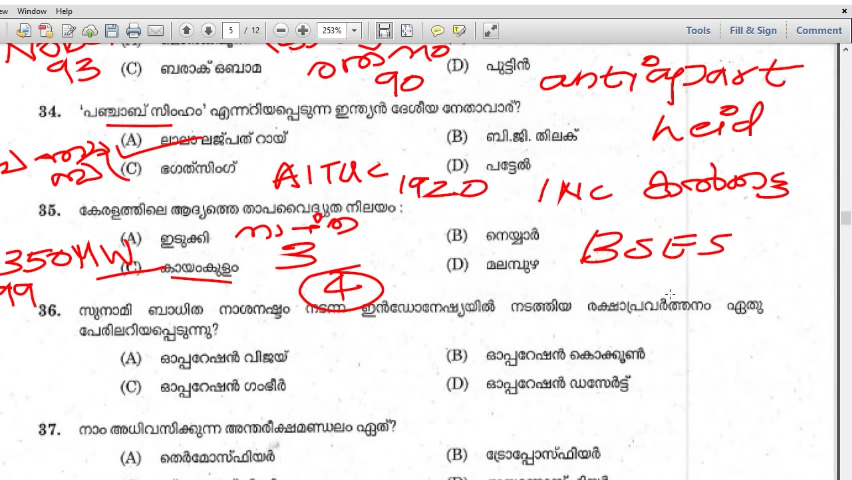 Window Help
5 / 12 253% Tools Fill & Sign Comment
93 (C) ബരാക് ഒബാമ 90 (D) പുട്ടിൻ antiapart
heid
34. 'പഞ്ചാബ് സിംഹം' എന്നറിയപ്പെടുന്ന ഇന്ത്യൻ ദേശീയ നേതാവാര്?
(A) ലാലാ ലജ്പത് റായ് (B) ബി.ജി. തിലക്
(C) ഭഗത്സിംഗ് (D) പട്ടേൽ
AITUC 1920 INC കൽക്കട്ട
35. കേരളത്തിലെ ആദ്യത്തെ താപവൈദ്യുത നിലയം :
(A) ഇടുക്കി (B) നെയ്യാർ
3 BSES
350MW (C) കായംകുളം (D) മലമ്പുഴ
99 4
36. സുനാമി ബാധിത നാശനഷ്ടം നടന്ന ഇൻഡോനേഷ്യയിൽ നടത്തിയ രക്ഷാപ്രവർത്തനം ഏതു
പേരിലറിയപ്പെടുന്നു?
(A) ഓപ്പറേഷൻ വിജയ് (B) ഓപ്പറേഷൻ കൊക്കൂൺ
(C) ഓപ്പറേഷൻ ഗംഭീർ (D) ഓപ്പറേഷൻ ഡസേർട്ട്
37. നാം അധിവസിക്കുന്ന അന്തരീക്ഷമണ്ഡലം ഏത്?
(A) തെർമോസ്ഫിയർ (B) ട്രോപ്പോസ്ഫിയർ